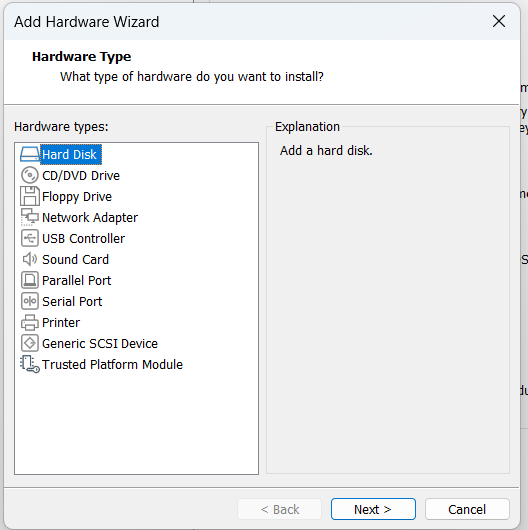 Add Hardware Wizard
Hardware Type
What type of hardware do you want to install?
Hardware types:
Hard Disk
CD/DVD Drive
Floppy Drive
Network Adapter
USB Controller
Sound Card
Parallel Port
Serial Port
Printer
Generic SCSI Device
Trusted Platform Module
Explanation
Add a hard disk.
< Back
Next >
Cancel